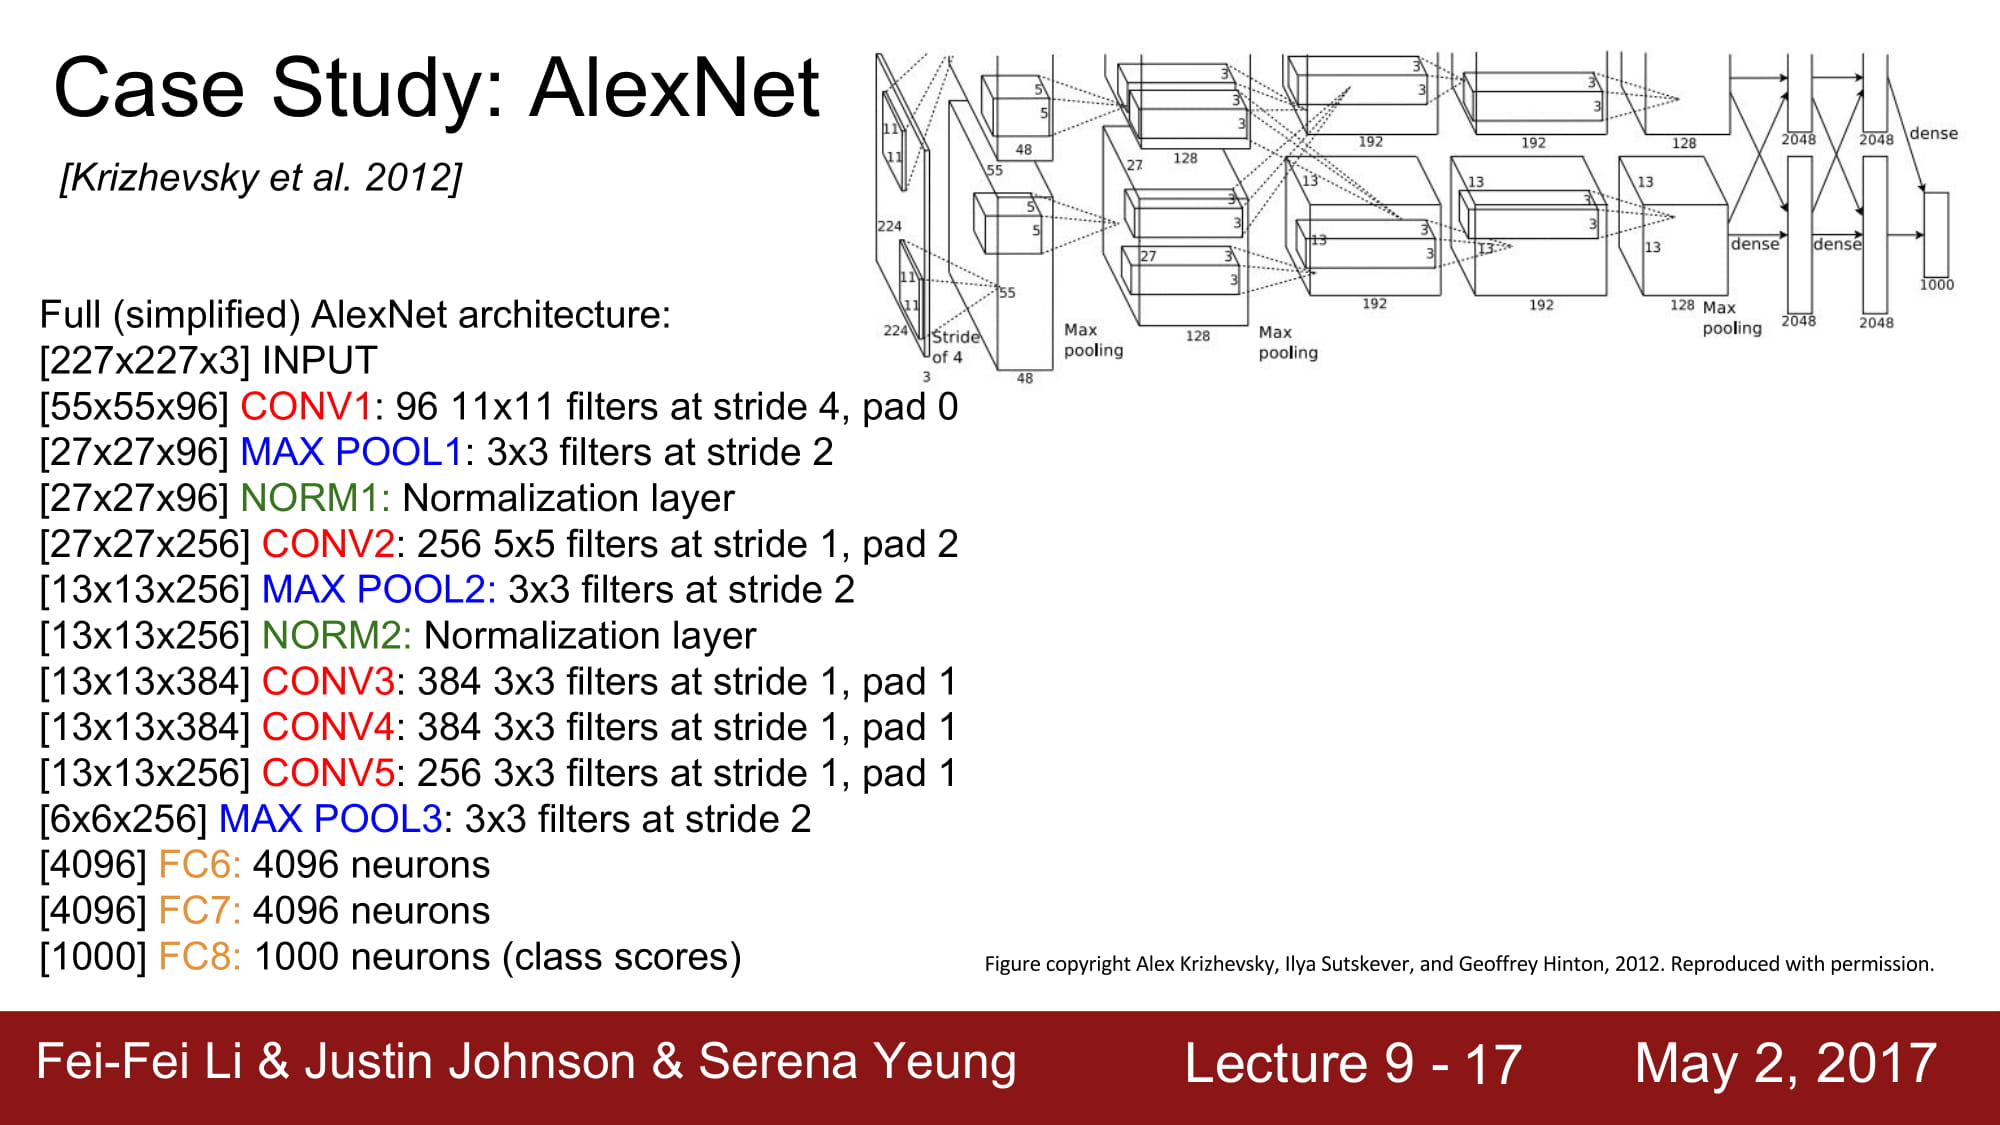 Case Study: AlexNet
[Krizhevsky et al. 2012]
Full (simplified) AlexNet architecture:
[227x227x3] INPUT
[55x55x96] CONV1: 96 11x11 filters at stride 4, pad 0
[27x27x96] MAX POOL1: 3x3 filters at stride 2
[27x27x96] NORM1: Normalization layer
[27x27x256] CONV2: 256 5x5 filters at stride 1, pad 2
[13x13x256] MAX POOL2: 3x3 filters at stride 2
[13x13x256] NORM2: Normalization layer
[13x13x384] CONV3: 384 3x3 filters at stride 1, pad 1
[13x13x384] CONV4: 384 3x3 filters at stride 1, pad 1
[13x13x256] CONV5: 256 3x3 filters at stride 1, pad 1
[6x6x256] MAX POOL3: 3x3 filters at stride 2
[4096] FC6: 4096 neurons
[4096] FC7: 4096 neurons
[1000] FC8: 1000 neurons (class scores)
11
11
224
11
11
224
3
Stride
of 4
5
5
48
55
5
5
55
48
Max
pooling
3
3
3
128
27
3
3
27
3
3
128
Max
pooling
3
3
192
13
13
3
3
192
3
3
192
13
3
3
13
192
128
13
13
128
Max
pooling
2048
2048
dense
dense
dense
2048
2048
1000
Figure copyright Alex Krizhevsky, Ilya Sutskever, and Geoffrey Hinton, 2012. Reproduced with permission.
Fei-Fei Li & Justin Johnson & Serena Yeung
Lecture 9 - 17
May 2, 2017